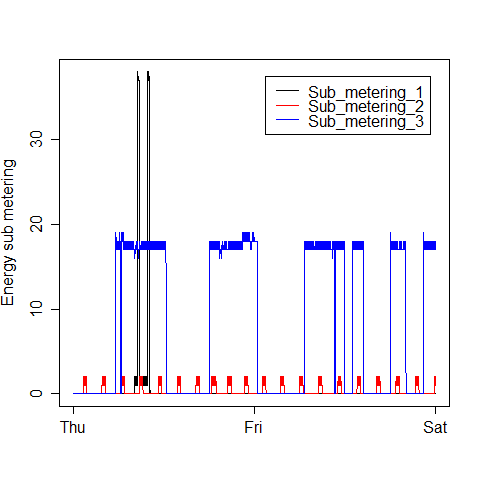 Sub_metering_1
Sub_metering_2
Sub_metering_3
Energy sub metering
30
20
10
0
Thu Fri Sat